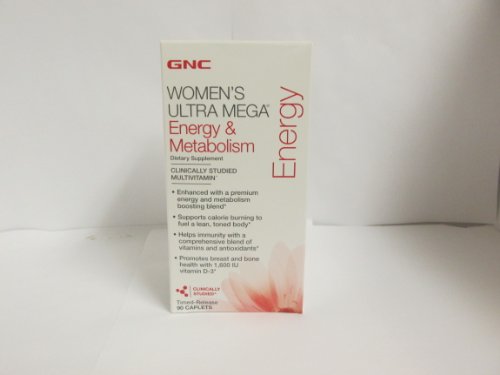 GNC
WOMEN'S
ULTRA MEGA®
Energy &
Metabolism
Dietary Supplement
CLINICALLY STUDIED
MULTIVITAMIN*
• Enhanced with a premium
energy and metabolism
boosting blend*
• Supports calorie burning to
fuel a lean, toned body*
• Helps immunity with a
comprehensive blend of
vitamins and antioxidants*
• Promotes breast and bone
health with 1,600 IU
vitamin D-3*
CLINICALLY
STUDIED*
Timed-Release
90 CAPLETS
Energy